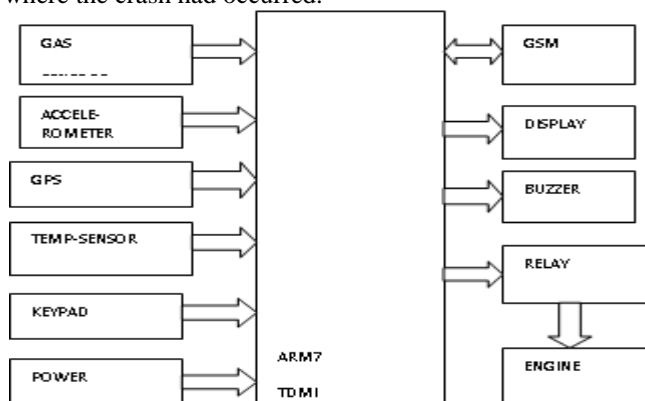 where the crash had occurred.
GAS
ACCELE-
ROMETER
GPS
TEMP-SENSOR
KEYPAD
POWER
ARM7
TDMI
GSM
DISPLAY
BUZZER
RELAY
ENGINE